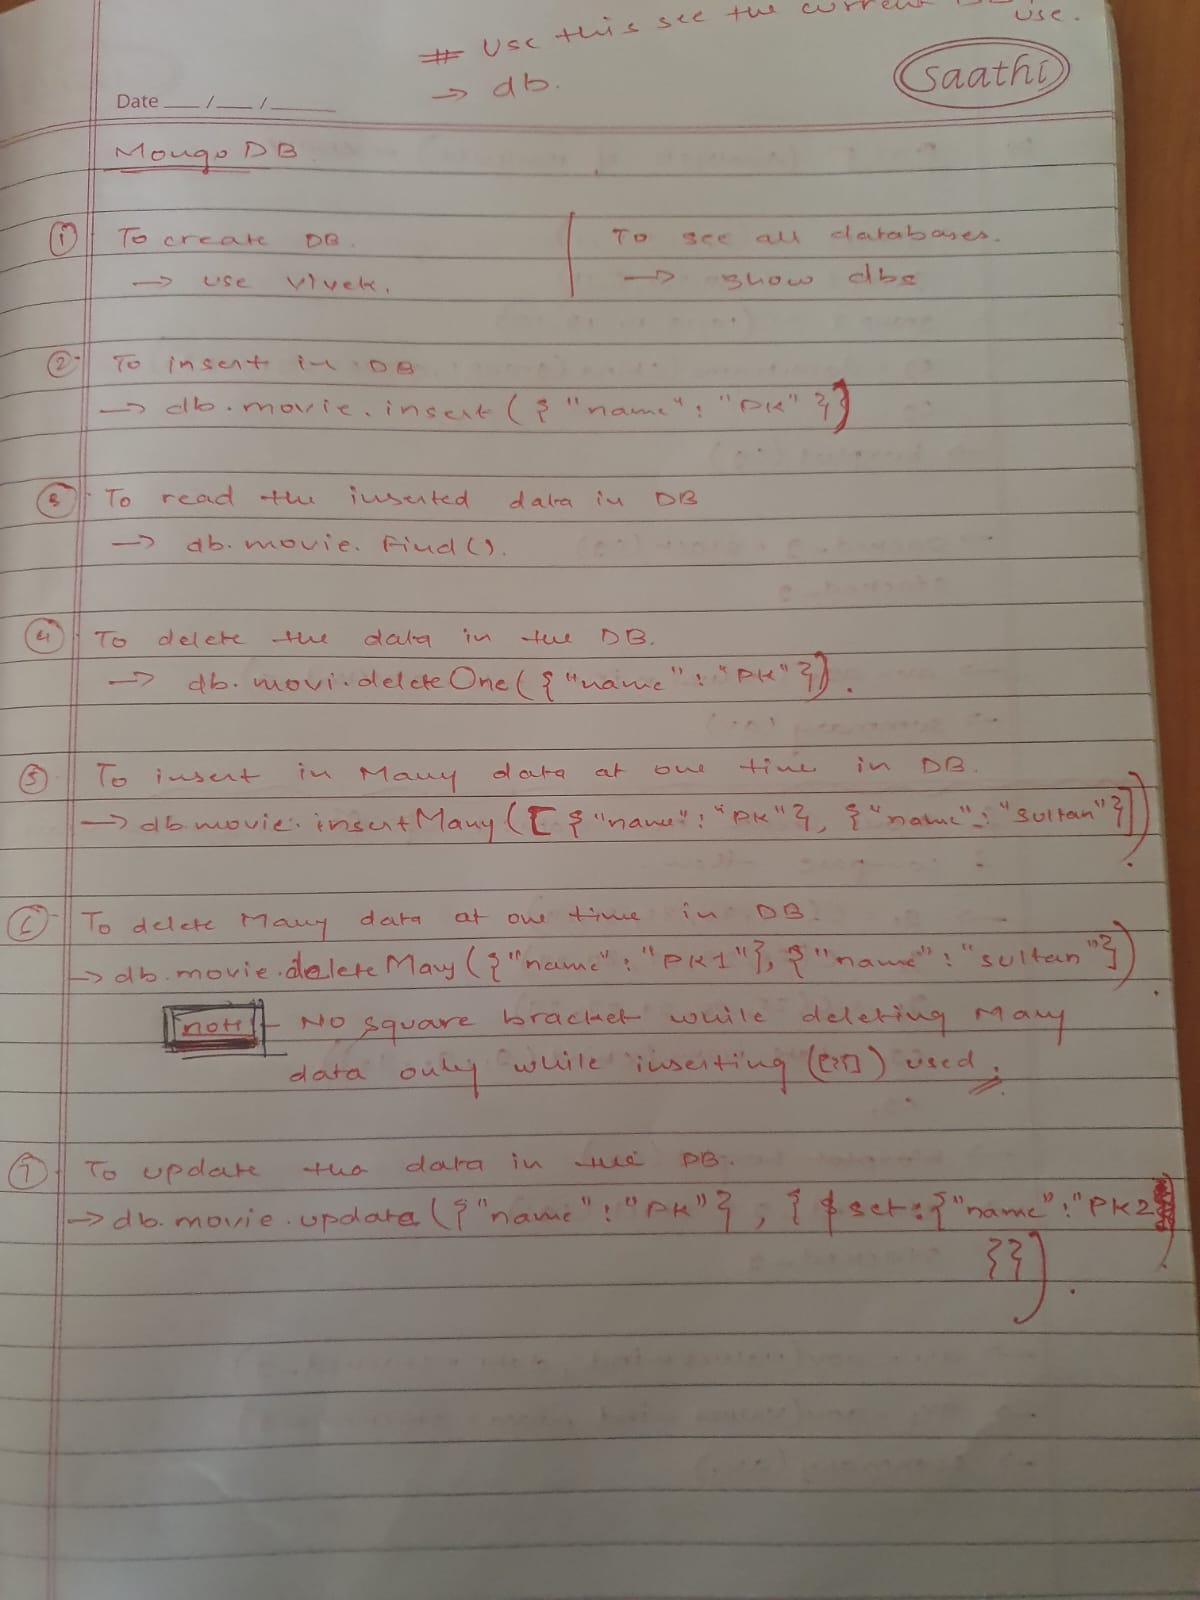 # Use this see the current
use.
→ db.
saathi
Date __/__/____
MongoDB
① To create DB. | To see all databases.
→ use vivek. | → show dbs
② To insert in DB
→ db.movie.insert({"name": "PK"})
③ To read the inserted data in DB
→ db.movie.Find().
④ To delete the data in the DB.
→ db.movi.deleteOne({"name": "PK"}).
⑤ To insert in Many data at one time in DB.
→ db.movie.insertMany([{"name": "PK"}, {"name": "sultan"}]).
⑥ To delete Many data at one time in DB.
→ db.movie.deleteMany({"name": "PK1"}, {"name": "sultan"}).
note - No square bracket while deleting Many
data only while inserting ([{}]) used.
⑦ To update the data in the DB.
→ db.movie.update({"name": "PK"}, {$set:{"name": "PK2
}}).